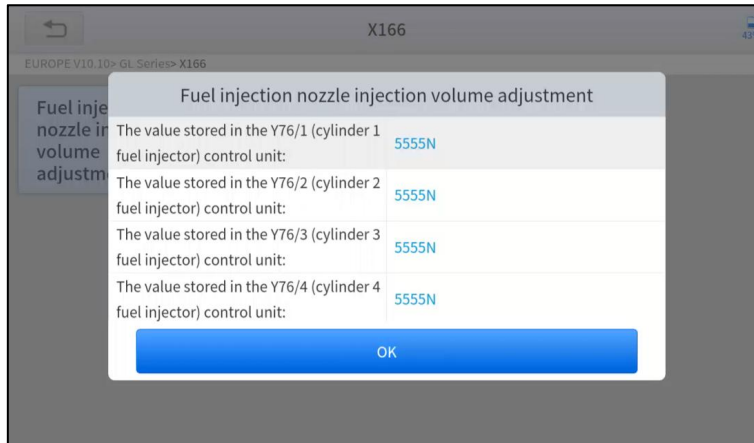 X166
EUROPE V10.10> GL Series> X166
Fuel injection nozzle injection volume adjustment
Fuel inje
nozzle in
volume
adjustm
The value stored in the Y76/1 (cylinder 1
fuel injector) control unit:
5555N
The value stored in the Y76/2 (cylinder 2
fuel injector) control unit:
5555N
The value stored in the Y76/3 (cylinder 3
fuel injector) control unit:
5555N
The value stored in the Y76/4 (cylinder 4
fuel injector) control unit:
5555N
OK